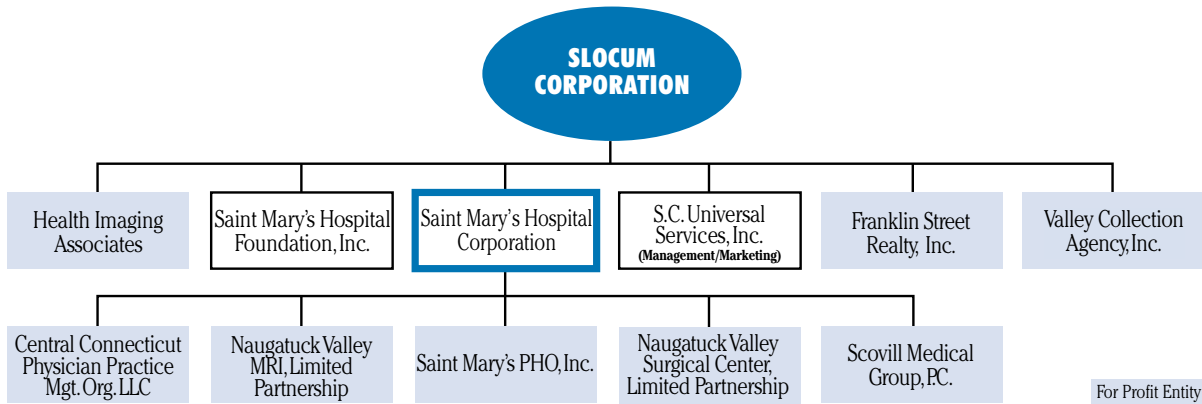 SLOCUM
CORPORATION
Health Imaging
Associates
Saint Mary's Hospital
Foundation, Inc.
Saint Mary's Hospital
Corporation
S.C. Universal
Services, Inc.
(Management/Marketing)
Franklin Street
Realty, Inc.
Valley Collection
Agency, Inc.
Central Connecticut
Physician Practice
Mgt. Org. LLC
Naugatuck Valley
MRI, Limited
Partnership
Saint Mary's PHO, Inc.
Naugatuck Valley
Surgical Center,
Limited Partnership
Scovill Medical
Group, P.C.
For Profit Entity